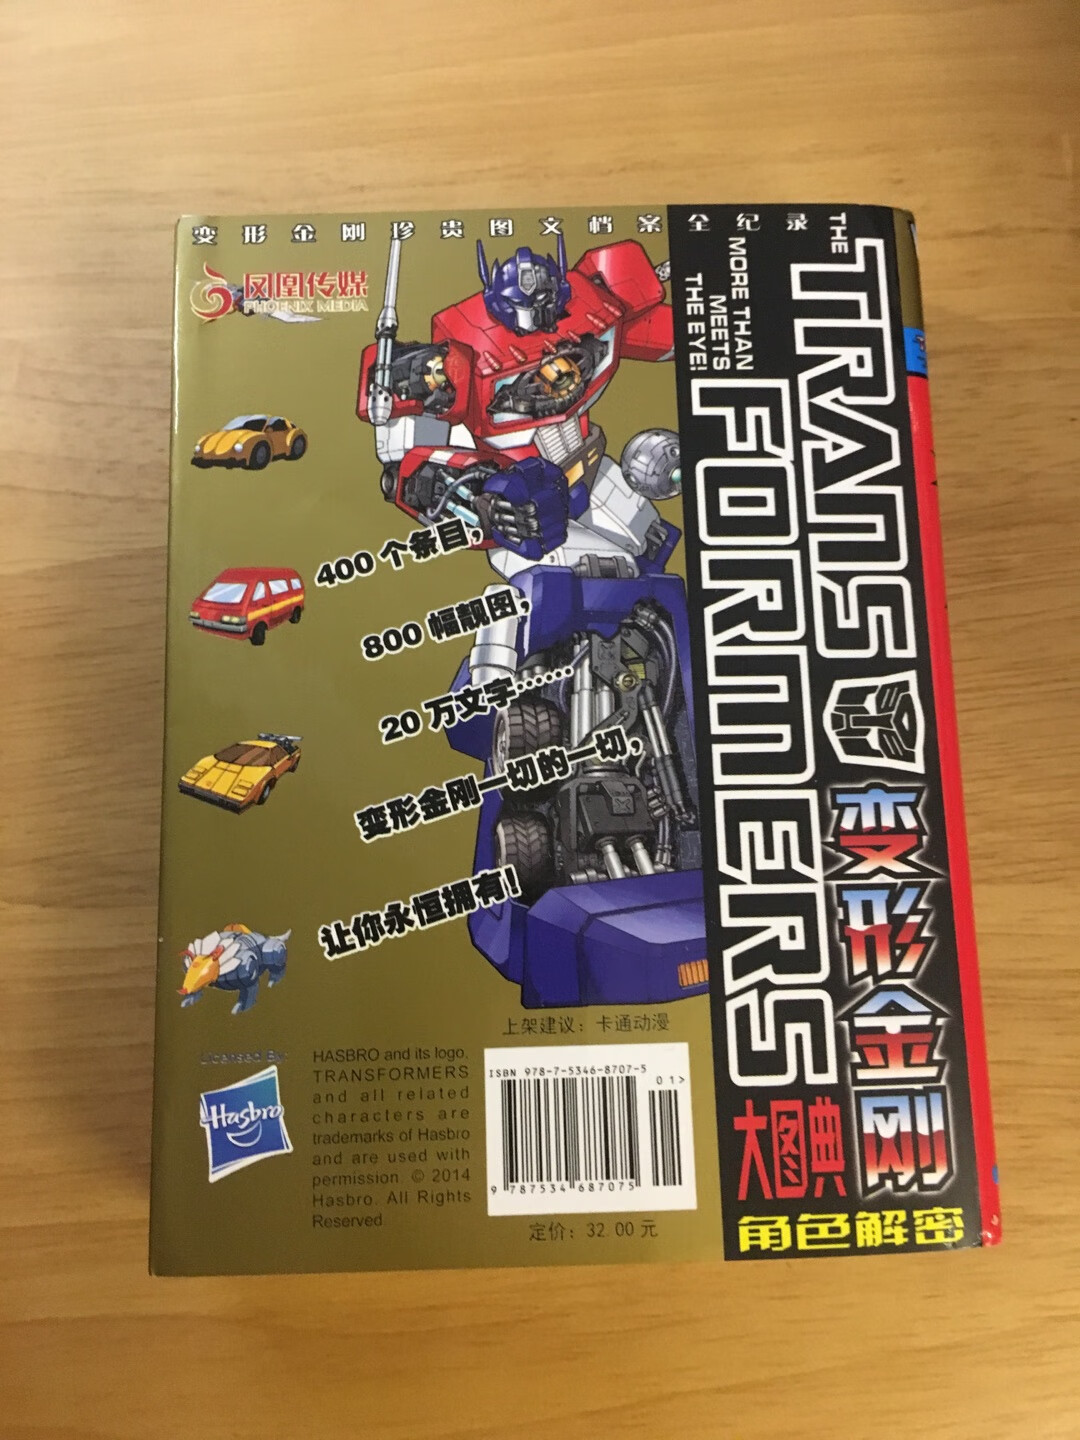 变形金刚珍贵图文档案全纪录
凤凰传媒
PHOENIX MEDIA
400个条目，
800幅靓图，
20万文字……
变形金刚一切的一切，
让你永恒拥有！
THE
TRANS
FORMERS
MORE THAN
MEETS
THE EYE!
变形金刚
大图典
角色解密
上架建议：卡通动漫
Licensed By:
Hasbro
HASBRO and its logo,
TRANSFORMERS
and all related
characters are
trademarks of Hasbro
and are used with
permission. © 2014
Hasbro. All Rights
Reserved.
ISBN 978-7-5346-8707-5
01>
9 787534 687075
定价：32.00元